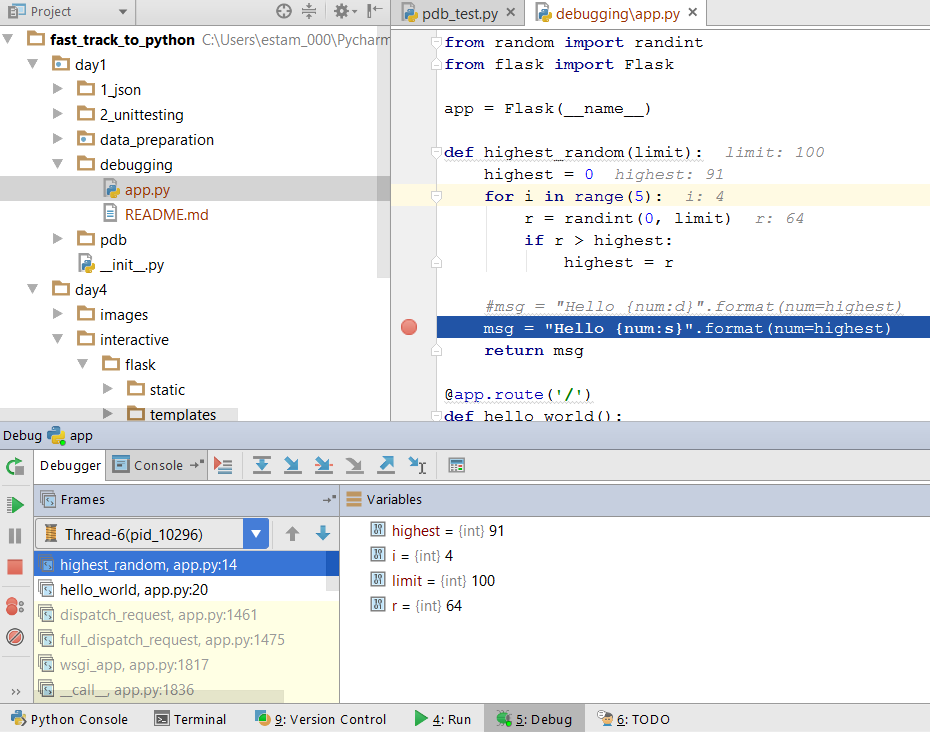 Project
fast_track_to_python C:\Users\estam_000\Pycharm
day1
1_json
2_unittesting
data_preparation
debugging
app.py
README.md
pdb
__init__.py
day4
images
interactive
flask
static
templates
pdb_test.py
debugging\app.py
from random import randint
from flask import Flask
app = Flask(__name__)
def highest_random(limit): limit: 100
highest = 0 highest: 91
for i in range(5): i: 4
r = randint(0, limit) r: 64
if r > highest:
highest = r
#msg = "Hello {num:d}".format(num=highest)
msg = "Hello {num:s}".format(num=highest)
return msg
@app.route('/')
def hello_world():
Debug app
Debugger
Console
Frames
Thread-6(pid_10296)
highest_random, app.py:14
hello_world, app.py:20
dispatch_request, app.py:1461
full_dispatch_request, app.py:1475
wsgi_app, app.py:1817
__call__, app.py:1836
Variables
highest = {int} 91
i = {int} 4
limit = {int} 100
r = {int} 64
Python Console
Terminal
9: Version Control
4: Run
5: Debug
6: TODO